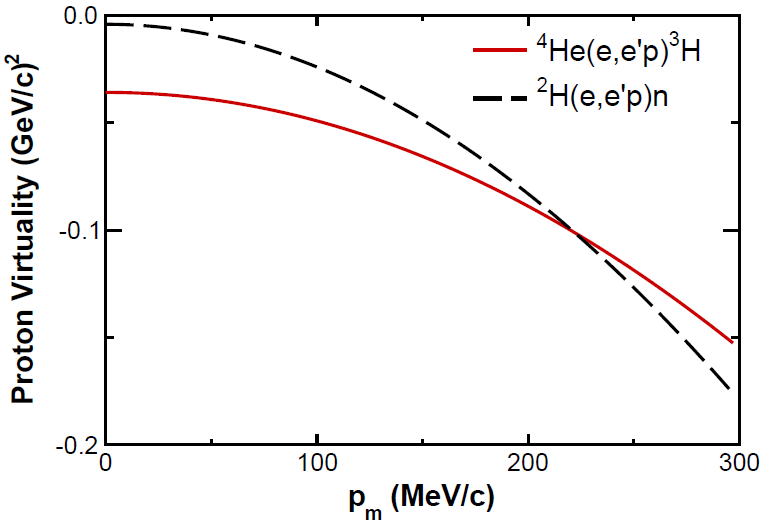 0.0
-0.1
-0.2
Proton Virtuality (GeV/c)²
⁴He(e,e'p)³H
²H(e,e'p)n
0 100 200 300
pₘ (MeV/c)